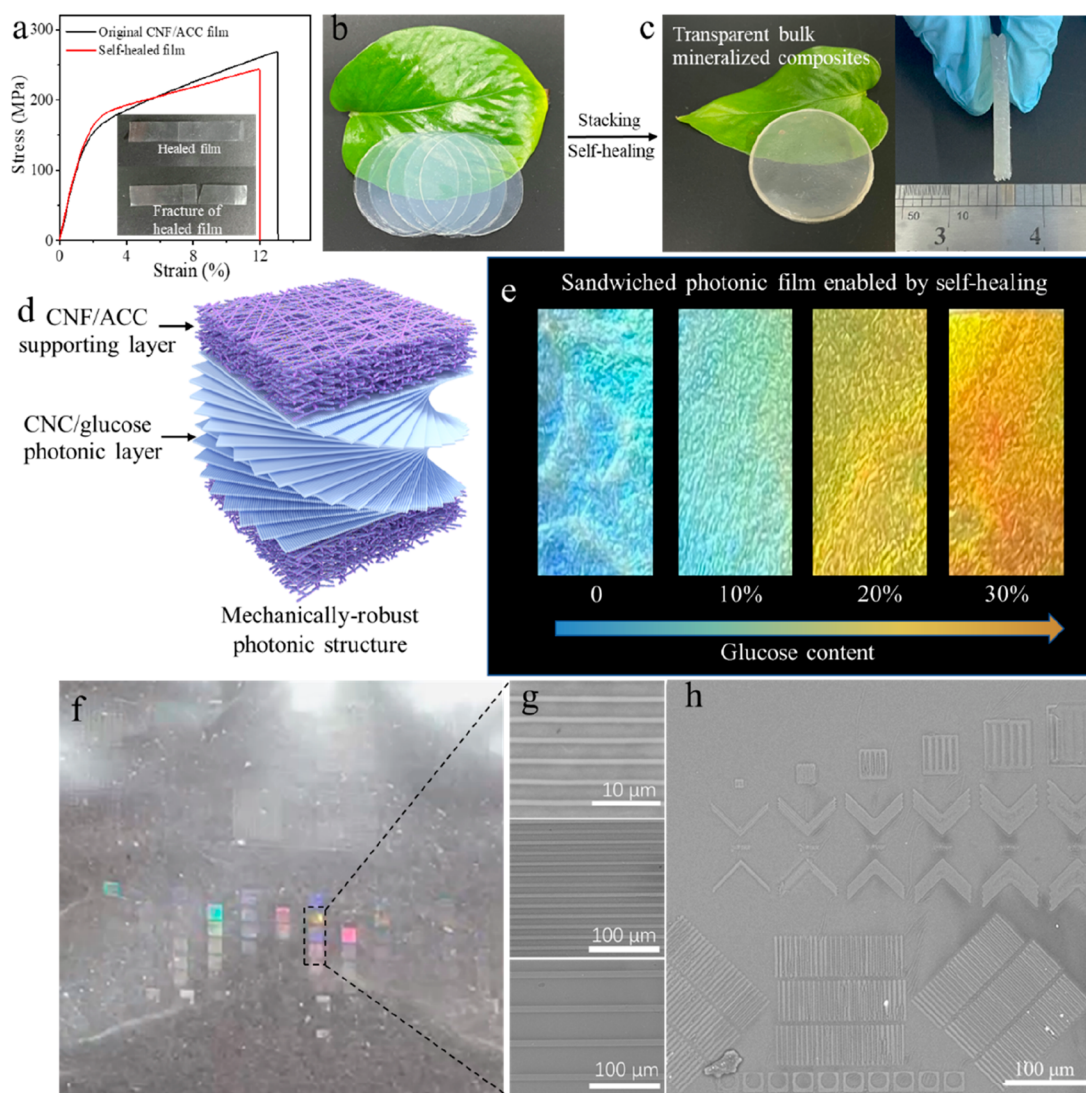 a
300
200
100
0
Stress (MPa)
Original CNF/ACC film
Self-healed film
Healed film
Fracture of
healed film
0
4
8
12
16
Strain (%)
b
Stacking
Self-healing
c
Transparent bulk
mineralized composites
50
10
3
4
d
CNF/ACC
supporting layer
CNC/glucose
photonic layer
Mechanically-robust
photonic structure
e
Sandwiched photonic film enabled by self-healing
0
10%
20%
30%
Glucose content
f
g
10 μm
100 μm
100 μm
h
100 μm